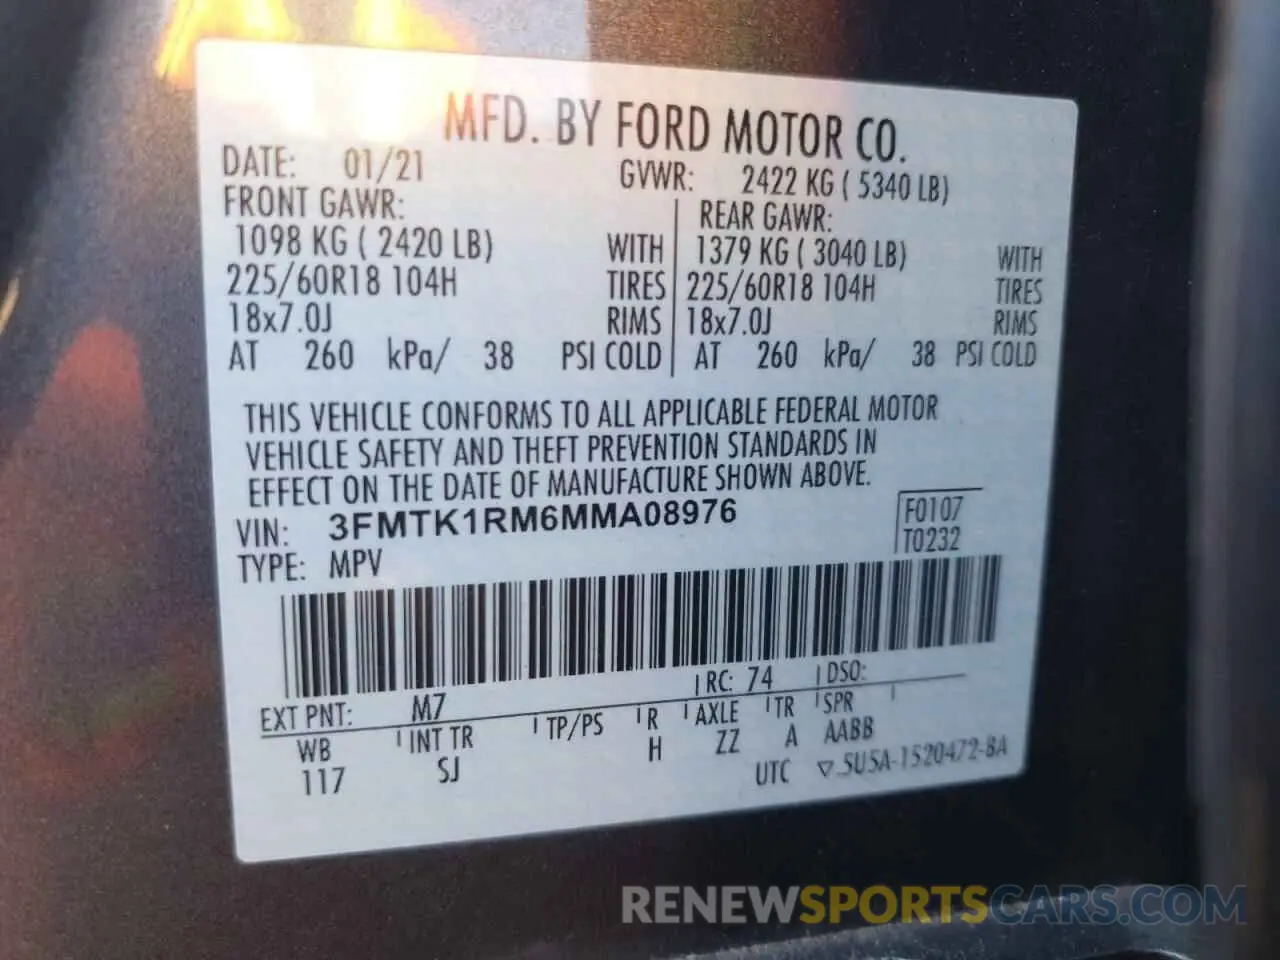 MFD. BY FORD MOTOR CO.
DATE: 01/21 GVWR: 2422 KG ( 5340 LB)
FRONT GAWR: REAR GAWR:
1098 KG ( 2420 LB) WITH 1379 KG ( 3040 LB) WITH
225/60R18 104H TIRES 225/60R18 104H TIRES
18x7.0J RIMS 18x7.0J RIMS
AT 260 kPa/ 38 PSI COLD AT 260 kPa/ 38 PSI COLD
THIS VEHICLE CONFORMS TO ALL APPLICABLE FEDERAL MOTOR
VEHICLE SAFETY AND THEFT PREVENTION STANDARDS IN
EFFECT ON THE DATE OF MANUFACTURE SHOWN ABOVE.
VIN: 3FMTK1RM6MMA08976 F0107
TYPE: MPV T0232
EXT PNT: M7 RC: 74 DSO:
WB INT TR TP/PS R AXLE TR SPR
117 SJ H ZZ A AABB
UTC ▽ 5U5A-1520472-BA
RENEWSPORTSCARS.COM